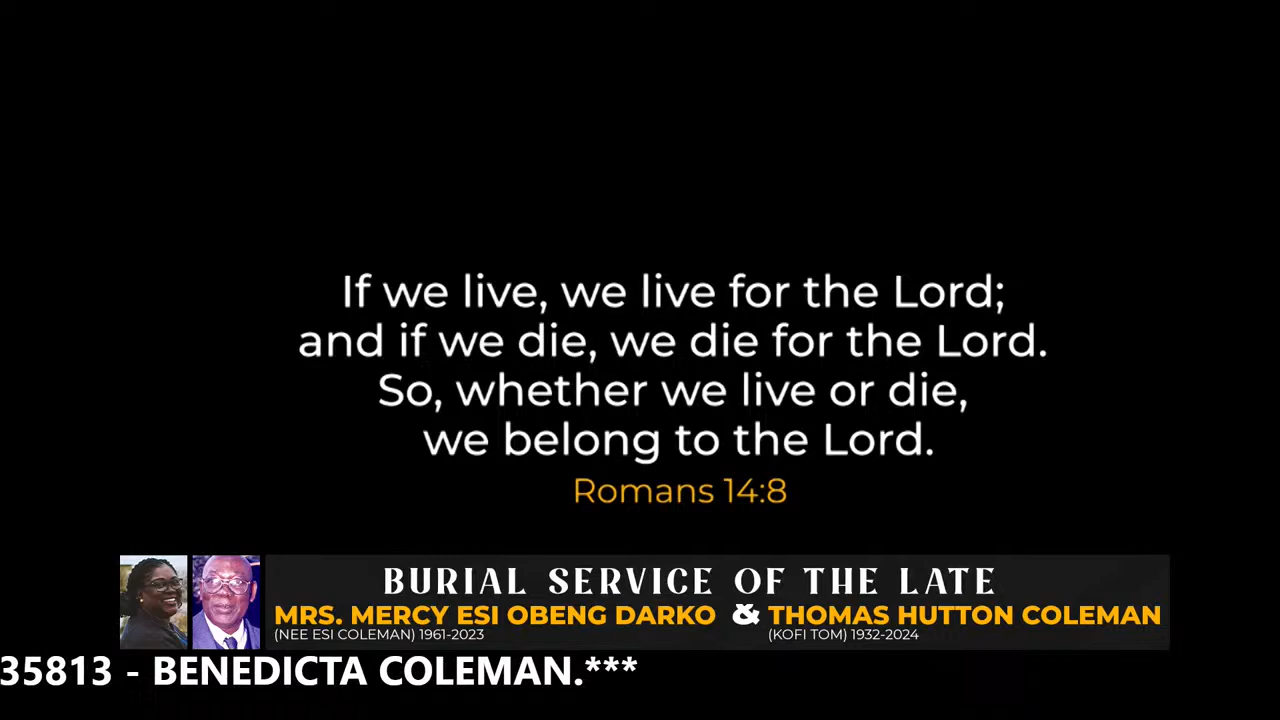 If we live, we live for the Lord;
and if we die, we die for the Lord.
So, whether we live or die,
we belong to the Lord.
Romans 14:8
BURIAL SERVICE OF THE LATE
MRS. MERCY ESI OBENG DARKO & THOMAS HUTTON COLEMAN
(NEE ESI COLEMAN) 1961-2023 (KOFI TOM) 1932-2024
35813 - BENEDICTA COLEMAN.***